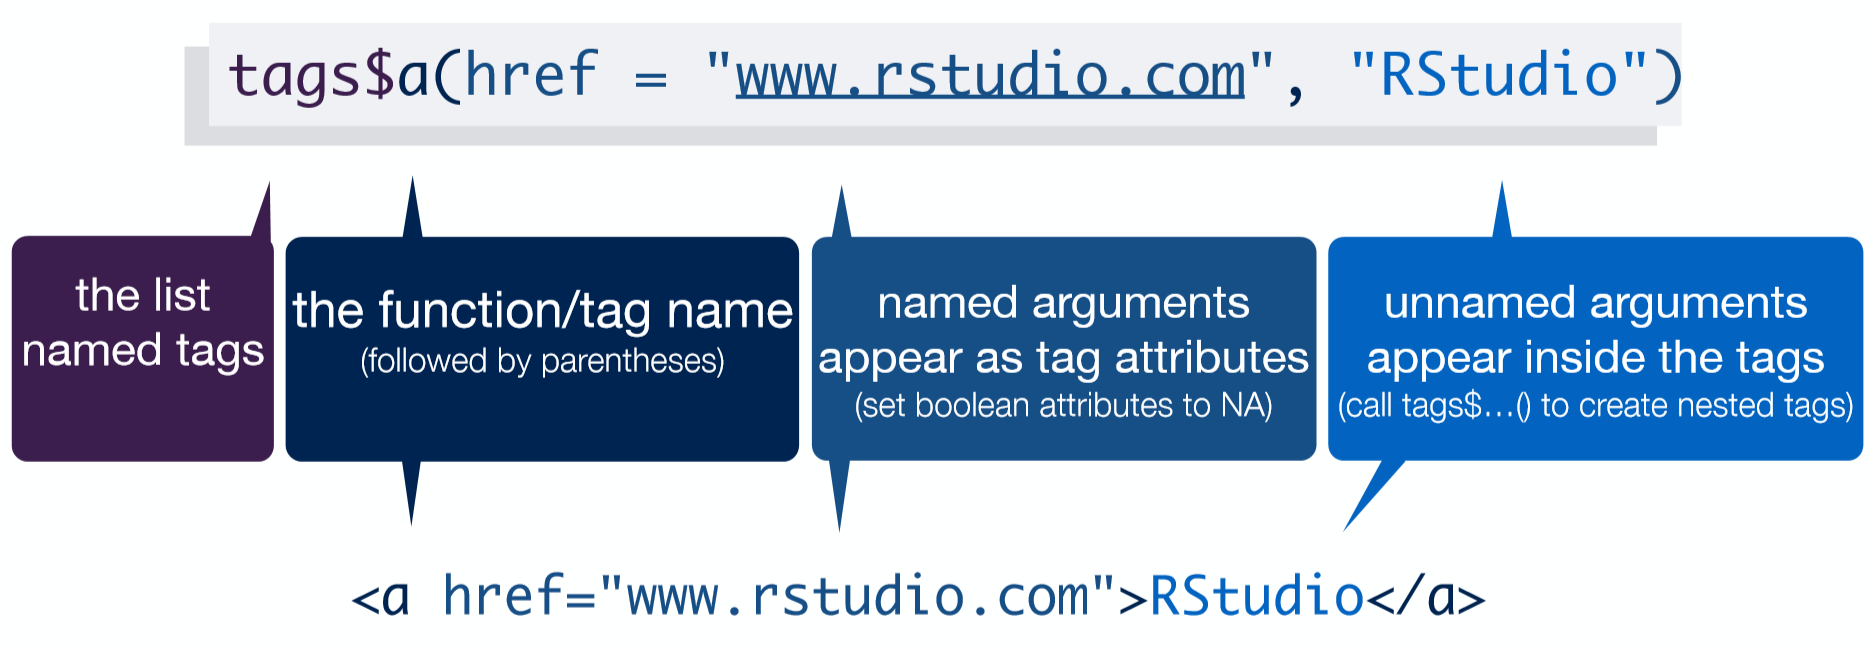 tags$a(href = "www.rstudio.com", "RStudio")
the list
named tags
the function/tag name
(followed by parentheses)
named arguments
appear as tag attributes
(set boolean attributes to NA)
unnamed arguments
appear inside the tags
(call tags$...() to create nested tags)
<a href="www.rstudio.com">RStudio</a>